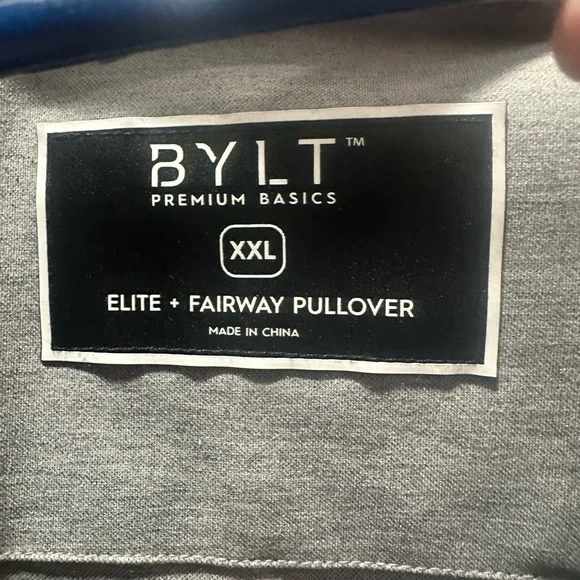 BYLT™
PREMIUM BASICS
XXL
ELITE + FAIRWAY PULLOVER
MADE IN CHINA